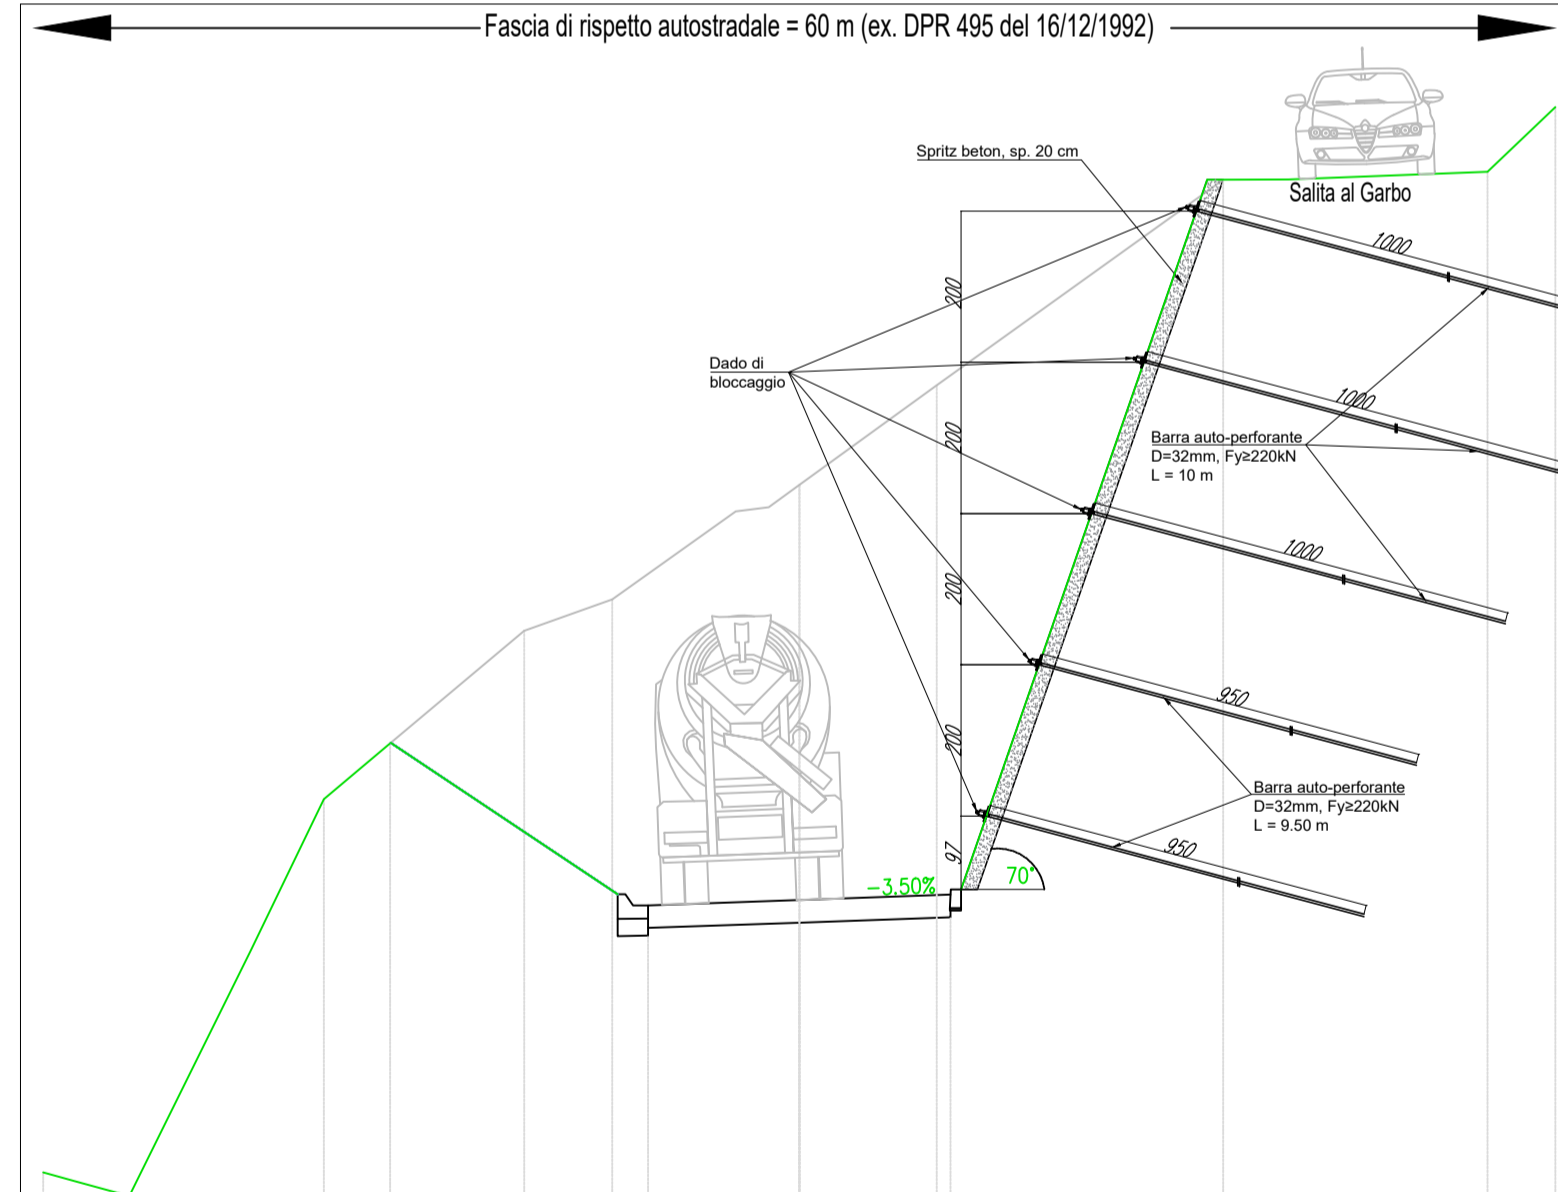 Fascia di rispetto autostradale = 60 m (ex. DPR 495 del 16/12/1992)
Spritz beton, sp. 20 cm
Salita al Garbo
1000
200
Dado di
bloccaggio
1000
200
Barra auto-perforante
D=32mm, Fy≥220kN
L = 10 m
1000
200
950
200
Barra auto-perforante
D=32mm, Fy≥220kN
L = 9.50 m
950
97
70°
−3.50%